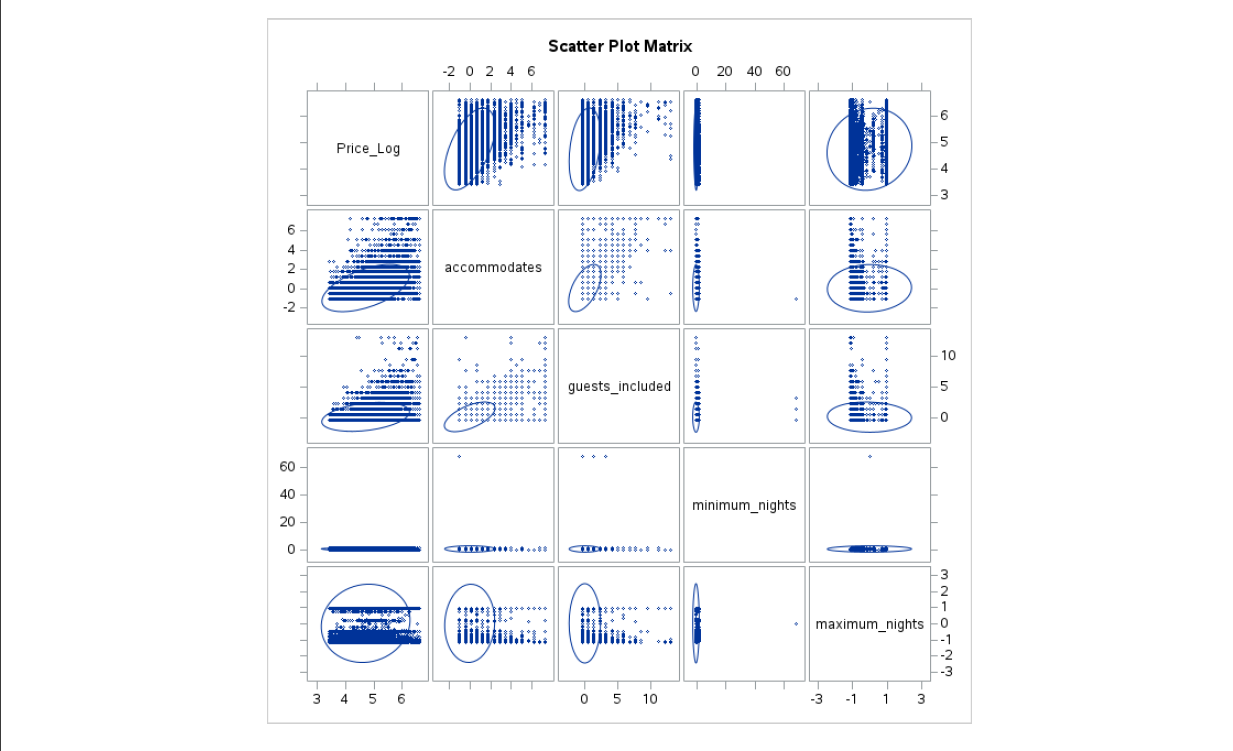 Scatter Plot Matrix
-2 0 2 4 6 0 20 40 60
Price_Log
6
5
4
3
6
4
2
0
-2
accommodates
guests_included
10
5
0
60
40
20
0
minimum_nights
maximum_nights
3
2
1
0
-1
-2
-3
3 4 5 6 0 5 10 -3 -1 1 3